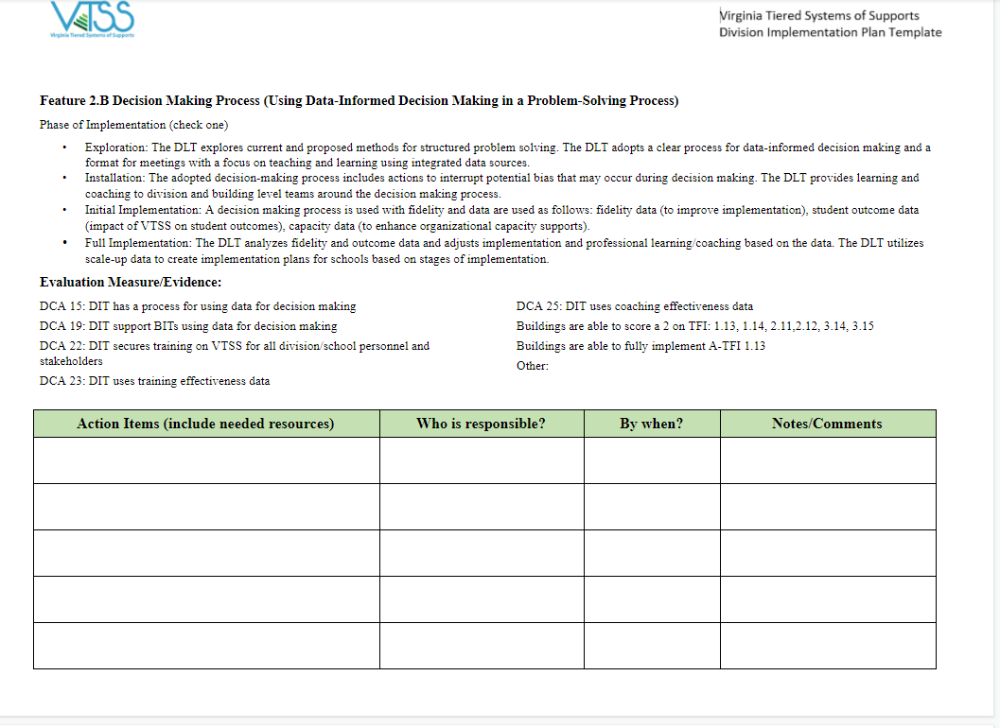 VTSS
Virginia Tiered Systems of Supports
Virginia Tiered Systems of Supports
Division Implementation Plan Template
Feature 2.B Decision Making Process (Using Data-Informed Decision Making in a Problem-Solving Process)
Phase of Implementation (check one)
• Exploration: The DLT explores current and proposed methods for structured problem solving. The DLT adopts a clear process for data-informed decision making and a
format for meetings with a focus on teaching and learning using integrated data sources.
• Installation: The adopted decision-making process includes actions to interrupt potential bias that may occur during decision making. The DLT provides learning and
coaching to division and building level teams around the decision making process.
• Initial Implementation: A decision making process is used with fidelity and data are used as follows: fidelity data (to improve implementation), student outcome data
(impact of VTSS on student outcomes), capacity data (to enhance organizational capacity supports).
• Full Implementation: The DLT analyzes fidelity and outcome data and adjusts implementation and professional learning/coaching based on the data. The DLT utilizes
scale-up data to create implementation plans for schools based on stages of implementation.
Evaluation Measure/Evidence:
DCA 15: DIT has a process for using data for decision making
DCA 19: DIT support BITs using data for decision making
DCA 22: DIT secures training on VTSS for all division/school personnel and
stakeholders
DCA 23: DIT uses training effectiveness data
DCA 25: DIT uses coaching effectiveness data
Buildings are able to score a 2 on TFI: 1.13, 1.14, 2.11,2.12, 3.14, 3.15
Buildings are able to fully implement A-TFI 1.13
Other:
Action Items (include needed resources) Who is responsible? By when? Notes/Comments